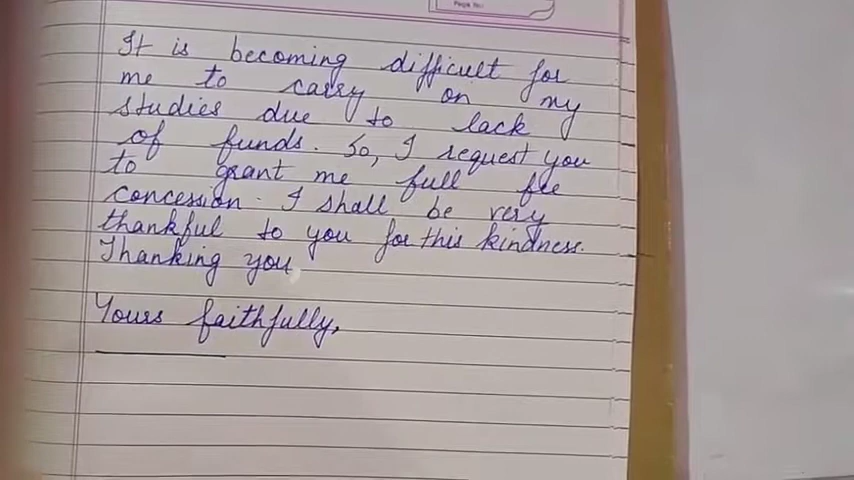 Page No:
It is becoming difficult for
me to carry on my
studies due to lack
of funds. So, I request you
to grant me full fee
concession. I shall be very
thankful to you for this kindness.
Thanking you
Yours faithfully,